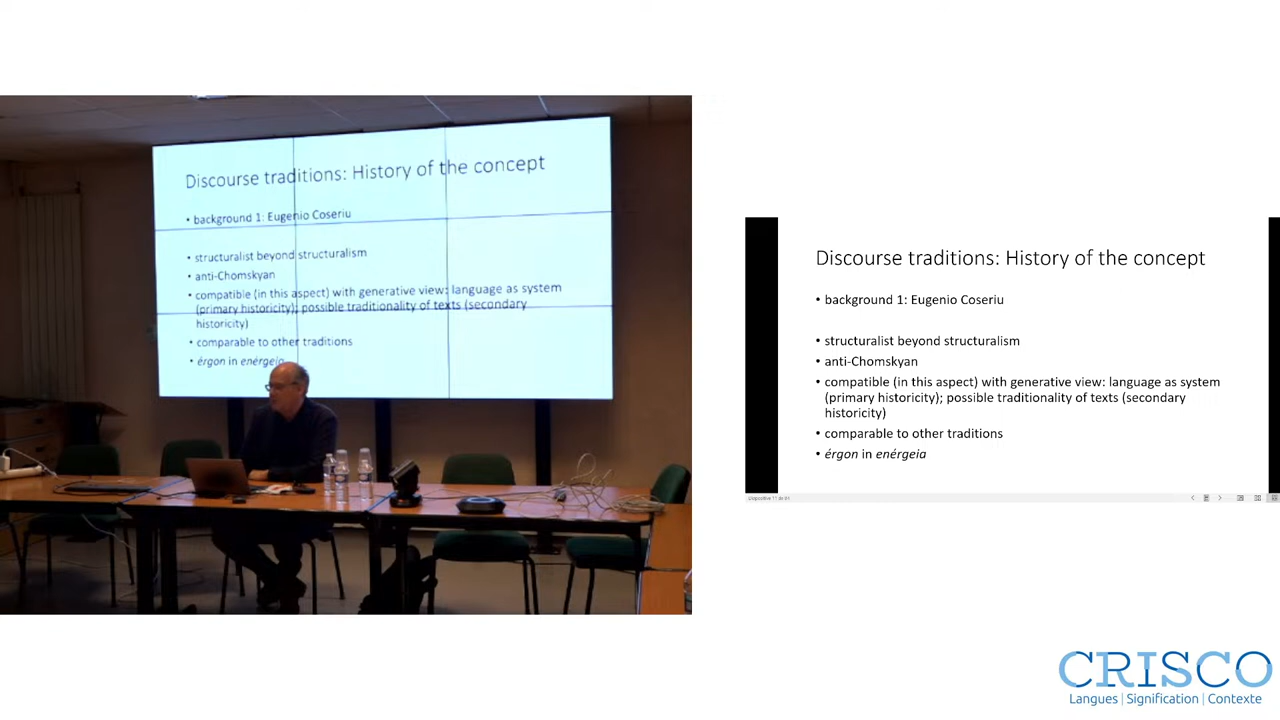 Discourse traditions: History of the concept
• background 1: Eugenio Coseriu
• structuralist beyond structuralism
• anti-Chomskyan
• compatible (in this aspect) with generative view: language as system
(primary historicity); possible traditionality of texts (secondary
historicity)
• comparable to other traditions
• érgon in enérgeia
Discourse traditions: History of the concept
• background 1: Eugenio Coseriu
• structuralist beyond structuralism
• anti-Chomskyan
• compatible (in this aspect) with generative view: language as system
(primary historicity); possible traditionality of texts (secondary
historicity)
• comparable to other traditions
• érgon in enérgeia
CRISCO
Langues | Signification | Contexte